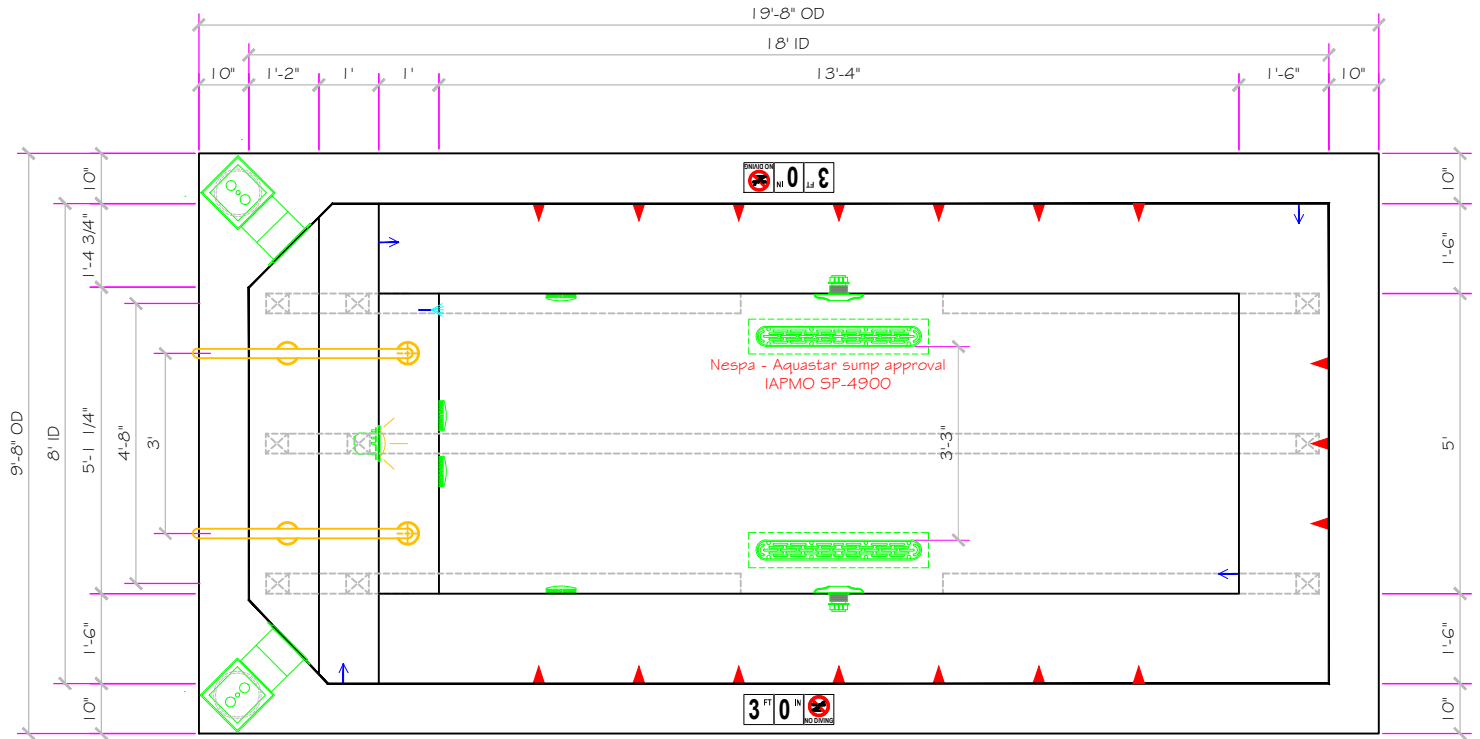 19'-8" OD
18' ID
10"
1'-2"
1'
1'
13'-4"
1'-6"
10"
9'-8" OD
8' ID
10"
1'-4 3/4"
5'-1 1/4"
1'-6"
10"
4'-8"
3'
3 FT 0 IN
NO DIVING
Nespa - Aquastar sump approval
IAPMO SP-4900
3'-3"
10"
1'-6"
5'
1'-6"
10"
3 FT 0 IN
NO DIVING